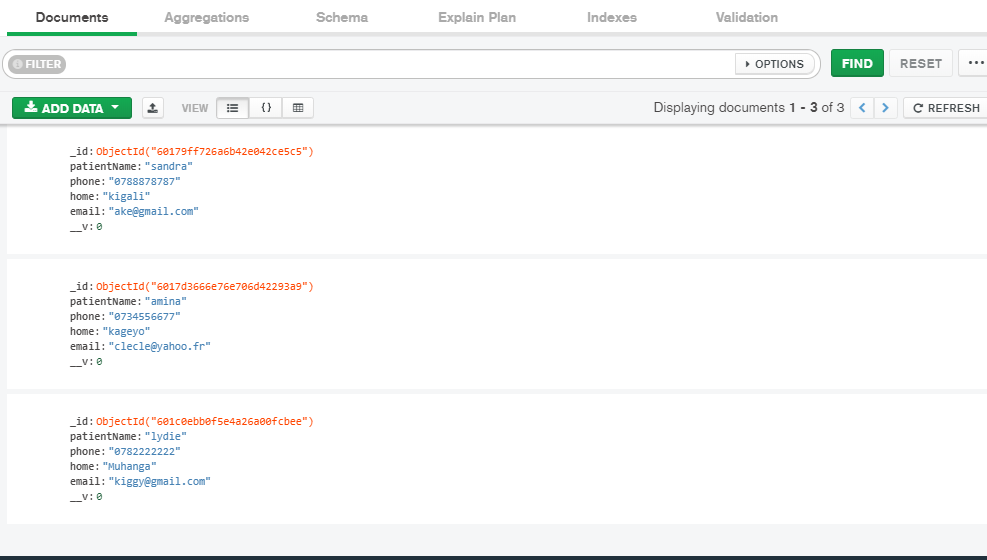 Documents Aggregations Schema Explain Plan Indexes Validation
FILTER OPTIONS FIND RESET ...
ADD DATA VIEW {} Displaying documents 1 - 3 of 3 < > REFRESH
_id: ObjectId("60179ff726a6b42e042ce5c5")
patientName: "sandra"
phone: "0788878787"
home: "kigali"
email: "ake@gmail.com"
__v: 0
_id: ObjectId("6017d3666e76e706d42293a9")
patientName: "amina"
phone: "0734556677"
home: "kageyo"
email: "clecle@yahoo.fr"
__v: 0
_id: ObjectId("601c0ebb0f5e4a26a00fcbee")
patientName: "lydie"
phone: "0782222222"
home: "Muhanga"
email: "kiggy@gmail.com"
__v: 0